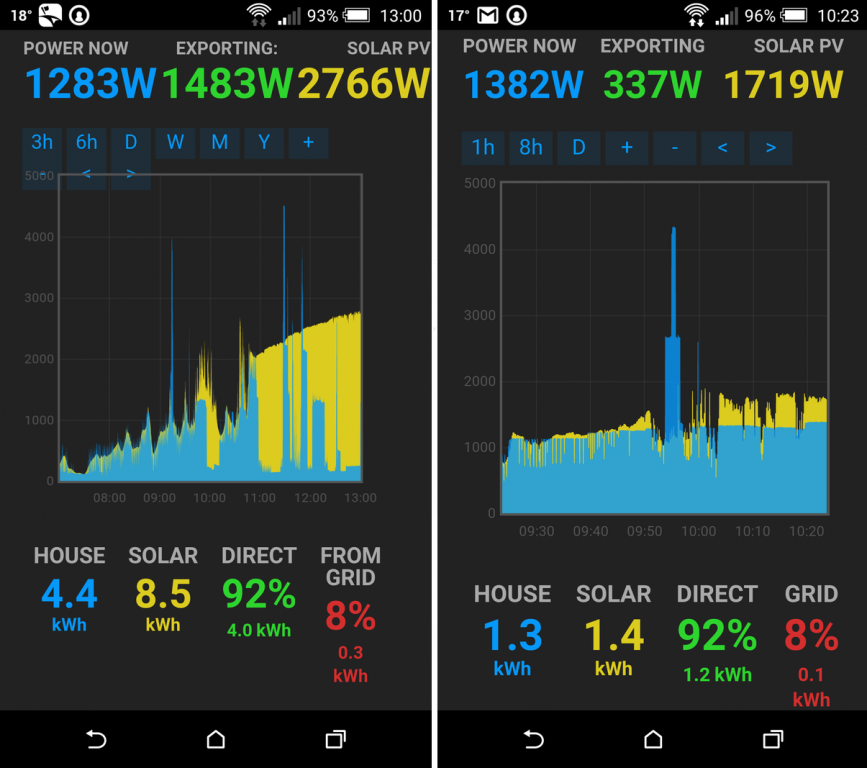 18° 93% 13:00
POWER NOW EXPORTING: SOLAR PV
1283W 1483W 2766W
3h 6h D W M Y +
- < >
5000
4000
3000
2000
1000
0
08:00 09:00 10:00 11:00 12:00 13:00
HOUSE SOLAR DIRECT FROM
GRID
4.4 8.5 92% 8%
kWh kWh 4.0 kWh 0.3
kWh
17° 96% 10:23
POWER NOW EXPORTING SOLAR PV
1382W 337W 1719W
1h 8h D + - < >
5000
4000
3000
2000
1000
0
09:30 09:40 09:50 10:00 10:10 10:20
HOUSE SOLAR DIRECT GRID
1.3 1.4 92% 8%
kWh kWh 1.2 kWh 0.1
kWh